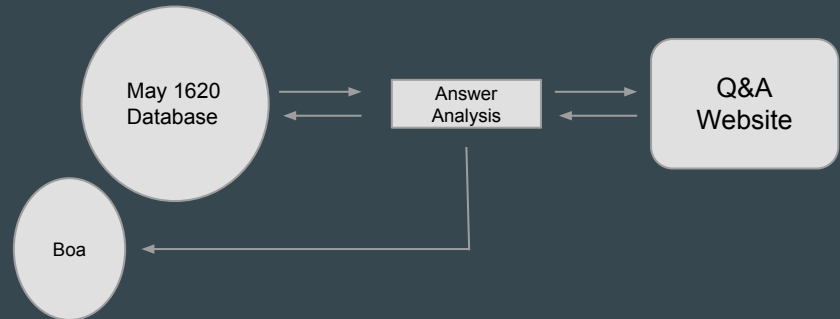 May 1620
Database
Answer
Analysis
Q&A
Website
Boa